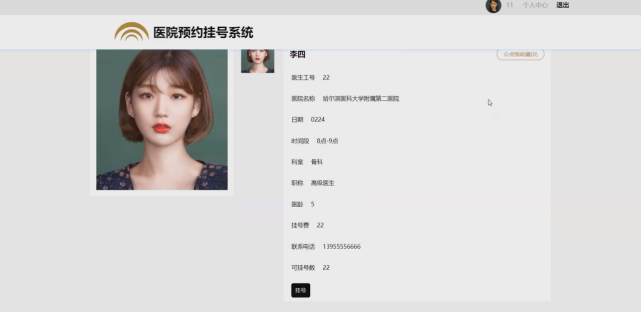 11 个人中心 退出
医院预约挂号系统
李四
☆点我收藏(0)
医生工号 22
医院名称 哈尔滨医科大学附属第二医院
日期 0224
时间段 8点-9点
科室 骨科
职称 高级医生
医龄 5
挂号费 22
联系电话 13955556666
可挂号数 22
挂号